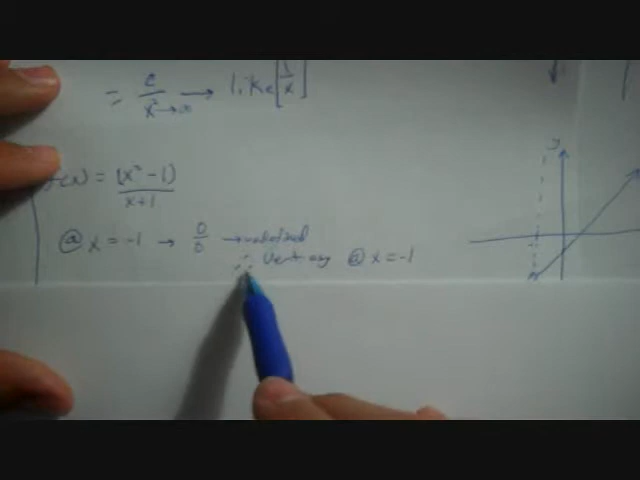 = c/x²→∞ → like [1/x]
f(x) = (x² - 1)/(x+1)
@ x = -1 → 0/0 → undefined
∴ Vert. asy @ x = -1
y